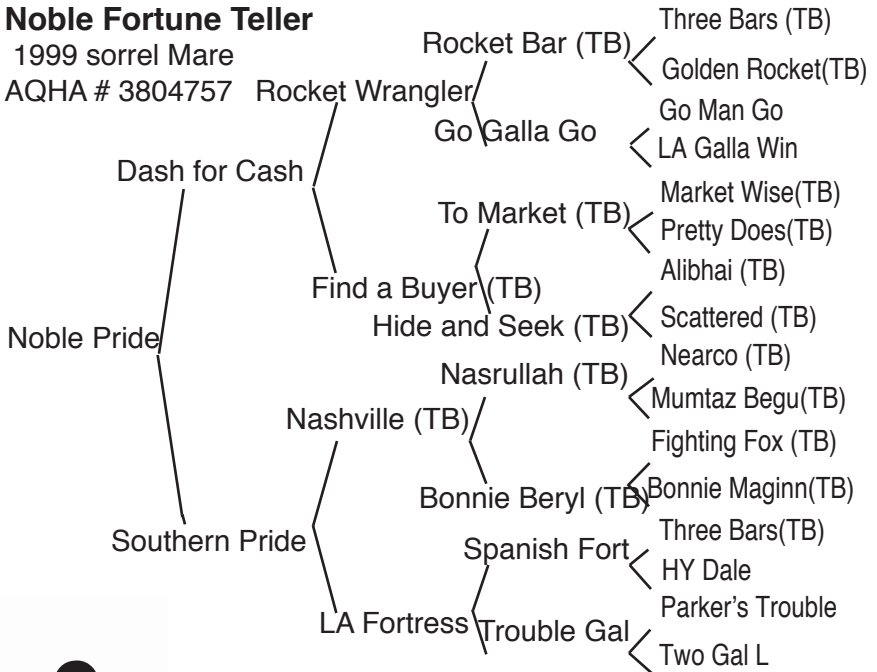 Noble Fortune Teller
1999 sorrel Mare
AQHA # 3804757
Noble Pride
Dash for Cash
Southern Pride
Rocket Wrangler
Find a Buyer (TB)
Nashville (TB)
LA Fortress
Rocket Bar (TB)
Go Galla Go
To Market (TB)
Hide and Seek (TB)
Nasrullah (TB)
Bonnie Beryl (TB)
Spanish Fort
Trouble Gal
Three Bars (TB)
Golden Rocket(TB)
Go Man Go
LA Galla Win
Market Wise(TB)
Pretty Does(TB)
Alibhai (TB)
Scattered (TB)
Nearco (TB)
Mumtaz Begu(TB)
Fighting Fox (TB)
Bonnie Maginn(TB)
Three Bars(TB)
HY Dale
Parker's Trouble
Two Gal L